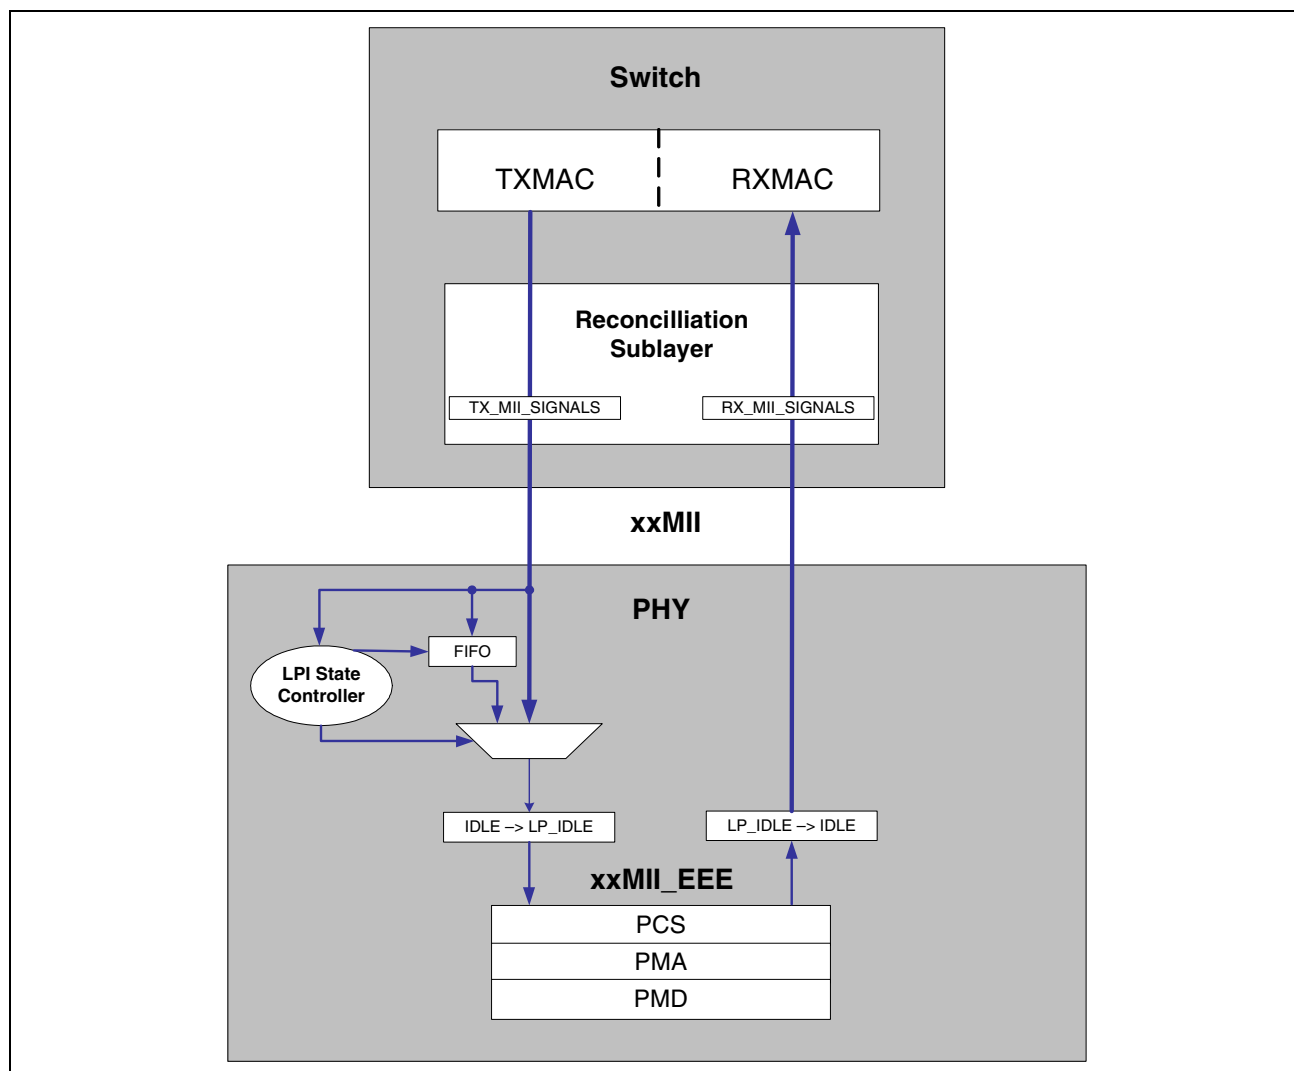 Switch
TXMAC
RXMAC
Reconcilliation
Sublayer
TX_MII_SIGNALS
RX_MII_SIGNALS
xxMII
PHY
FIFO
LPI State
Controller
IDLE –> LP_IDLE
LP_IDLE –> IDLE
xxMII_EEE
PCS
PMA
PMD